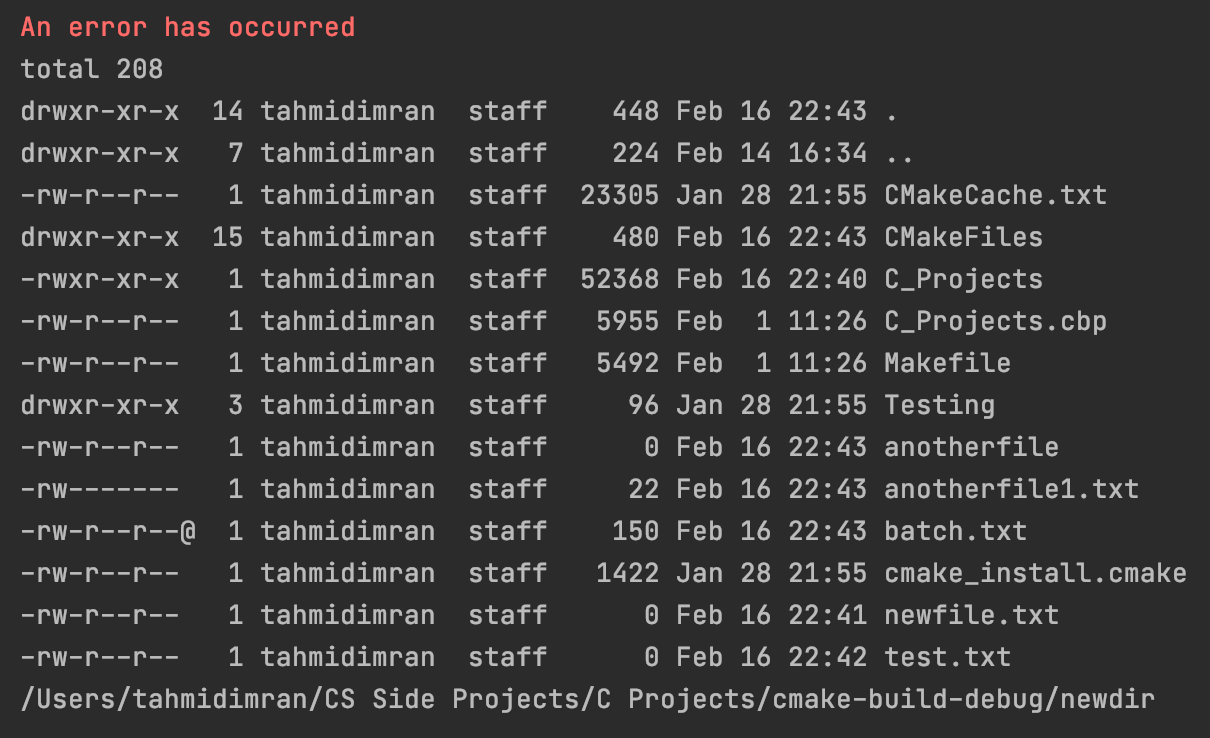 An error has occurred
total 208
drwxr-xr-x  14 tahmidimran  staff    448 Feb 16 22:43 .
drwxr-xr-x   7 tahmidimran  staff    224 Feb 14 16:34 ..
-rw-r--r--   1 tahmidimran  staff  23305 Jan 28 21:55 CMakeCache.txt
drwxr-xr-x  15 tahmidimran  staff    480 Feb 16 22:43 CMakeFiles
-rwxr-xr-x   1 tahmidimran  staff  52368 Feb 16 22:40 C_Projects
-rw-r--r--   1 tahmidimran  staff   5955 Feb  1 11:26 C_Projects.cbp
-rw-r--r--   1 tahmidimran  staff   5492 Feb  1 11:26 Makefile
drwxr-xr-x   3 tahmidimran  staff     96 Jan 28 21:55 Testing
-rw-r--r--   1 tahmidimran  staff      0 Feb 16 22:43 anotherfile
-rw-------   1 tahmidimran  staff     22 Feb 16 22:43 anotherfile1.txt
-rw-r--r--@  1 tahmidimran  staff    150 Feb 16 22:43 batch.txt
-rw-r--r--   1 tahmidimran  staff   1422 Jan 28 21:55 cmake_install.cmake
-rw-r--r--   1 tahmidimran  staff      0 Feb 16 22:41 newfile.txt
-rw-r--r--   1 tahmidimran  staff      0 Feb 16 22:42 test.txt
/Users/tahmidimran/CS Side Projects/C Projects/cmake-build-debug/newdir